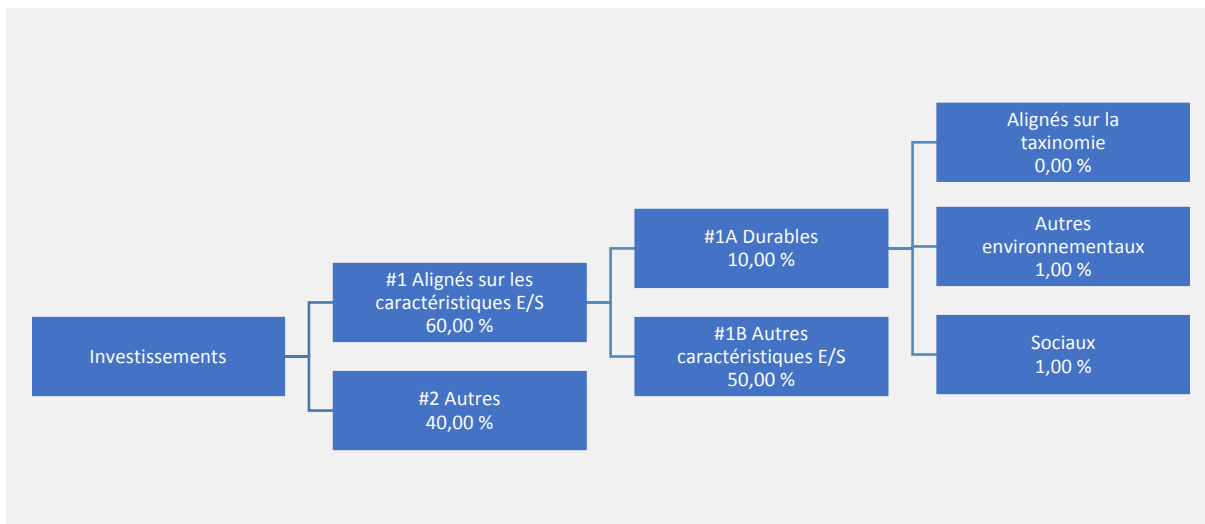 Investissements
#1 Alignés sur les
caractéristiques E/S
60,00 %
#2 Autres
40,00 %
#1A Durables
10,00 %
#1B Autres
caractéristiques E/S
50,00 %
Alignés sur la
taxinomie
0,00 %
Autres
environnementaux
1,00 %
Sociaux
1,00 %